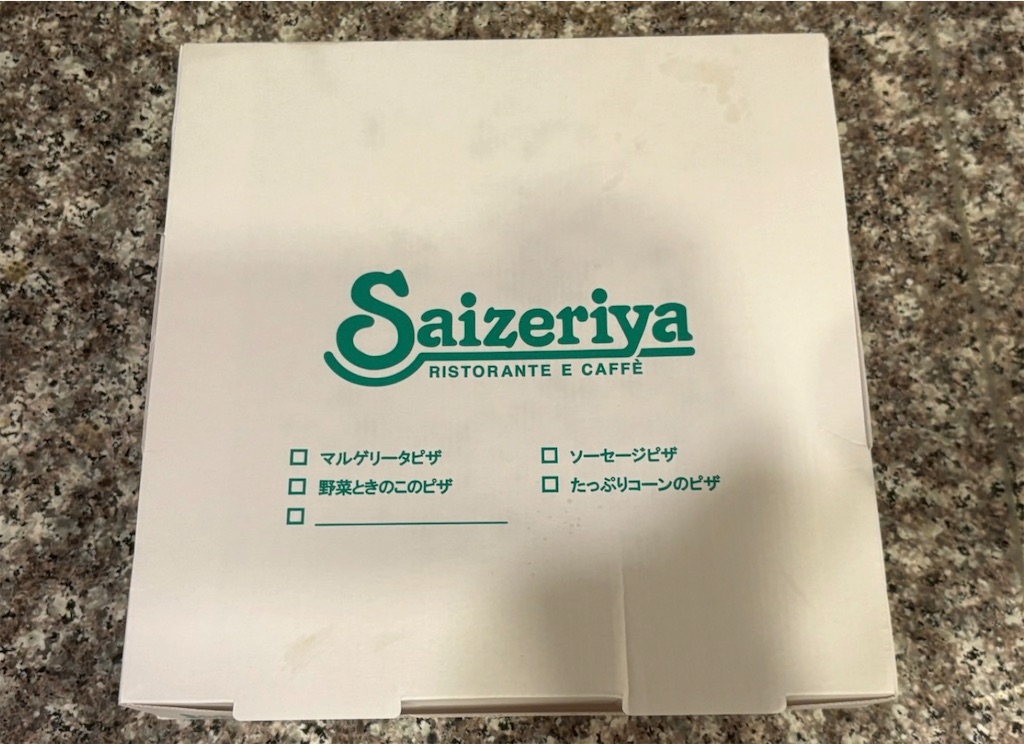 Saizeriya
RISTORANTE E CAFFÈ
□ マルゲリータピザ □ ソーセージピザ
□ 野菜ときのこのピザ □ たっぷりコーンのピザ
□